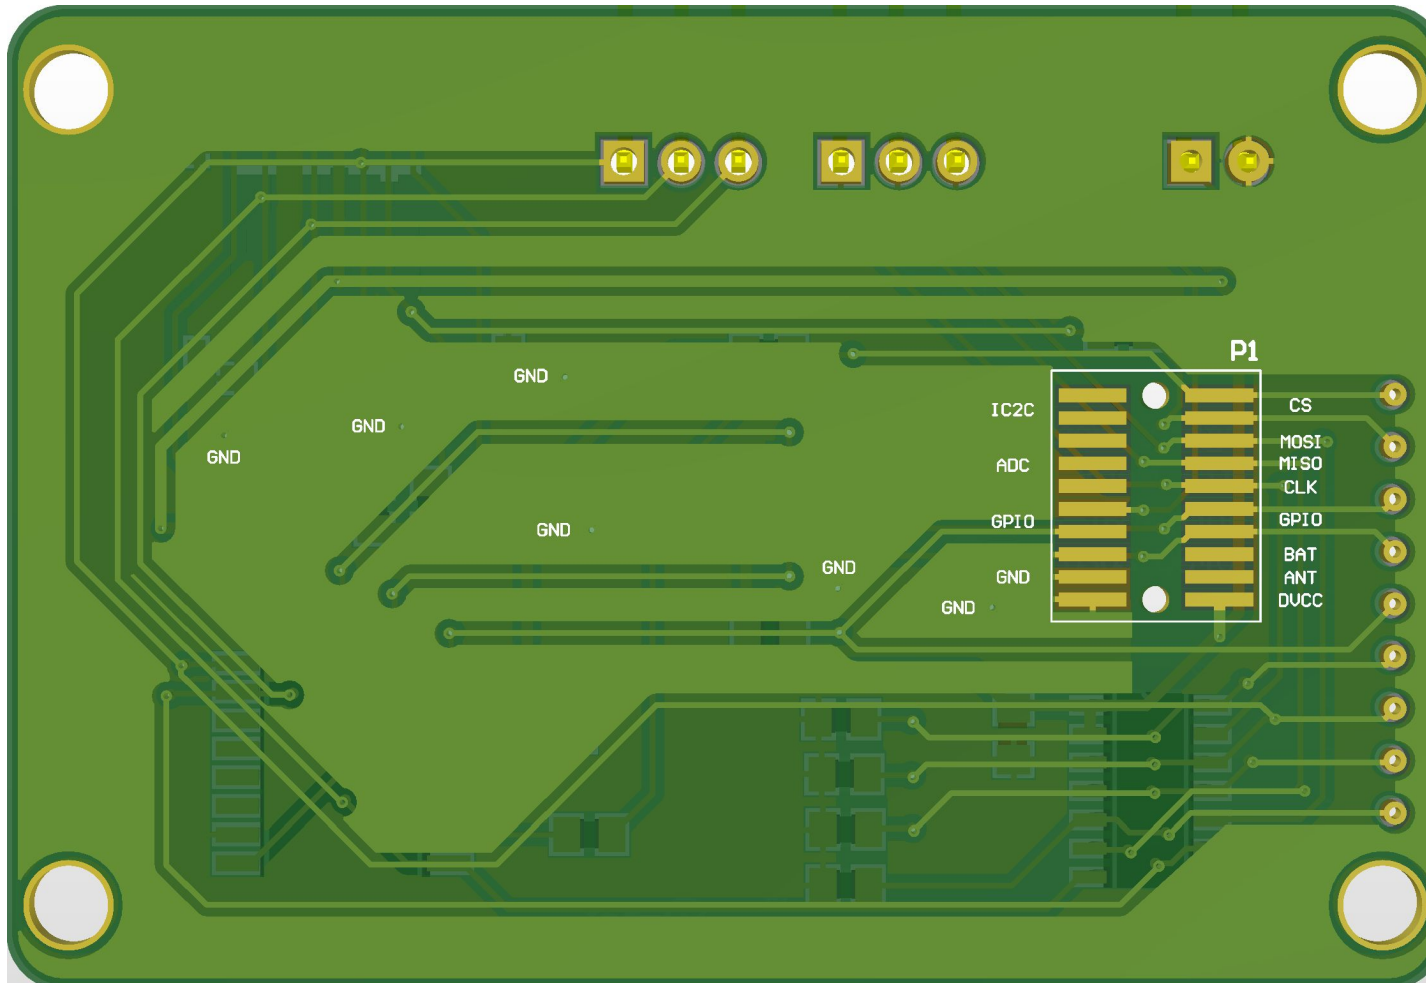 P1
GND
IC2C
CS
GND
MOSI
GND
ADC
MISO
CLK
GND
GPIO
GPIO
BAT
GND
GND
ANT
GND
DVCC